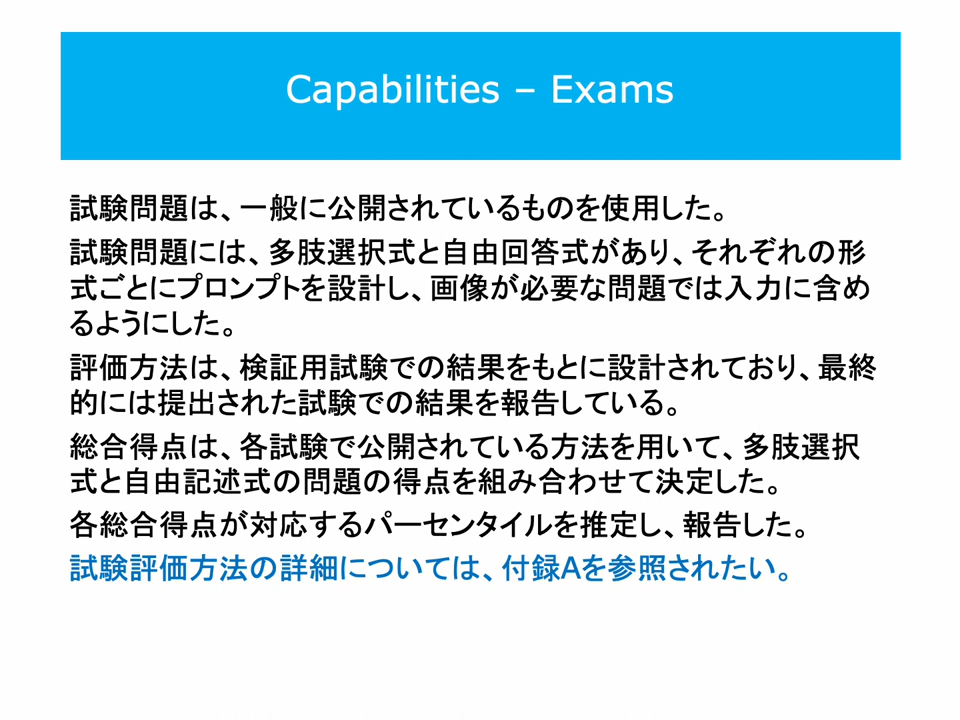 Capabilities – Exams
試験問題は、一般に公開されているものを使用した。
試験問題には、多肢選択式と自由回答式があり、それぞれの形
式ごとにプロンプトを設計し、画像が必要な問題では入力に含め
るようにした。
評価方法は、検証用試験での結果をもとに設計されており、最終
的には提出された試験での結果を報告している。
総合得点は、各試験で公開されている方法を用いて、多肢選択
式と自由記述式の問題の得点を組み合わせて決定した。
各総合得点が対応するパーセンタイルを推定し、報告した。
試験評価方法の詳細については、付録Aを参照されたい。